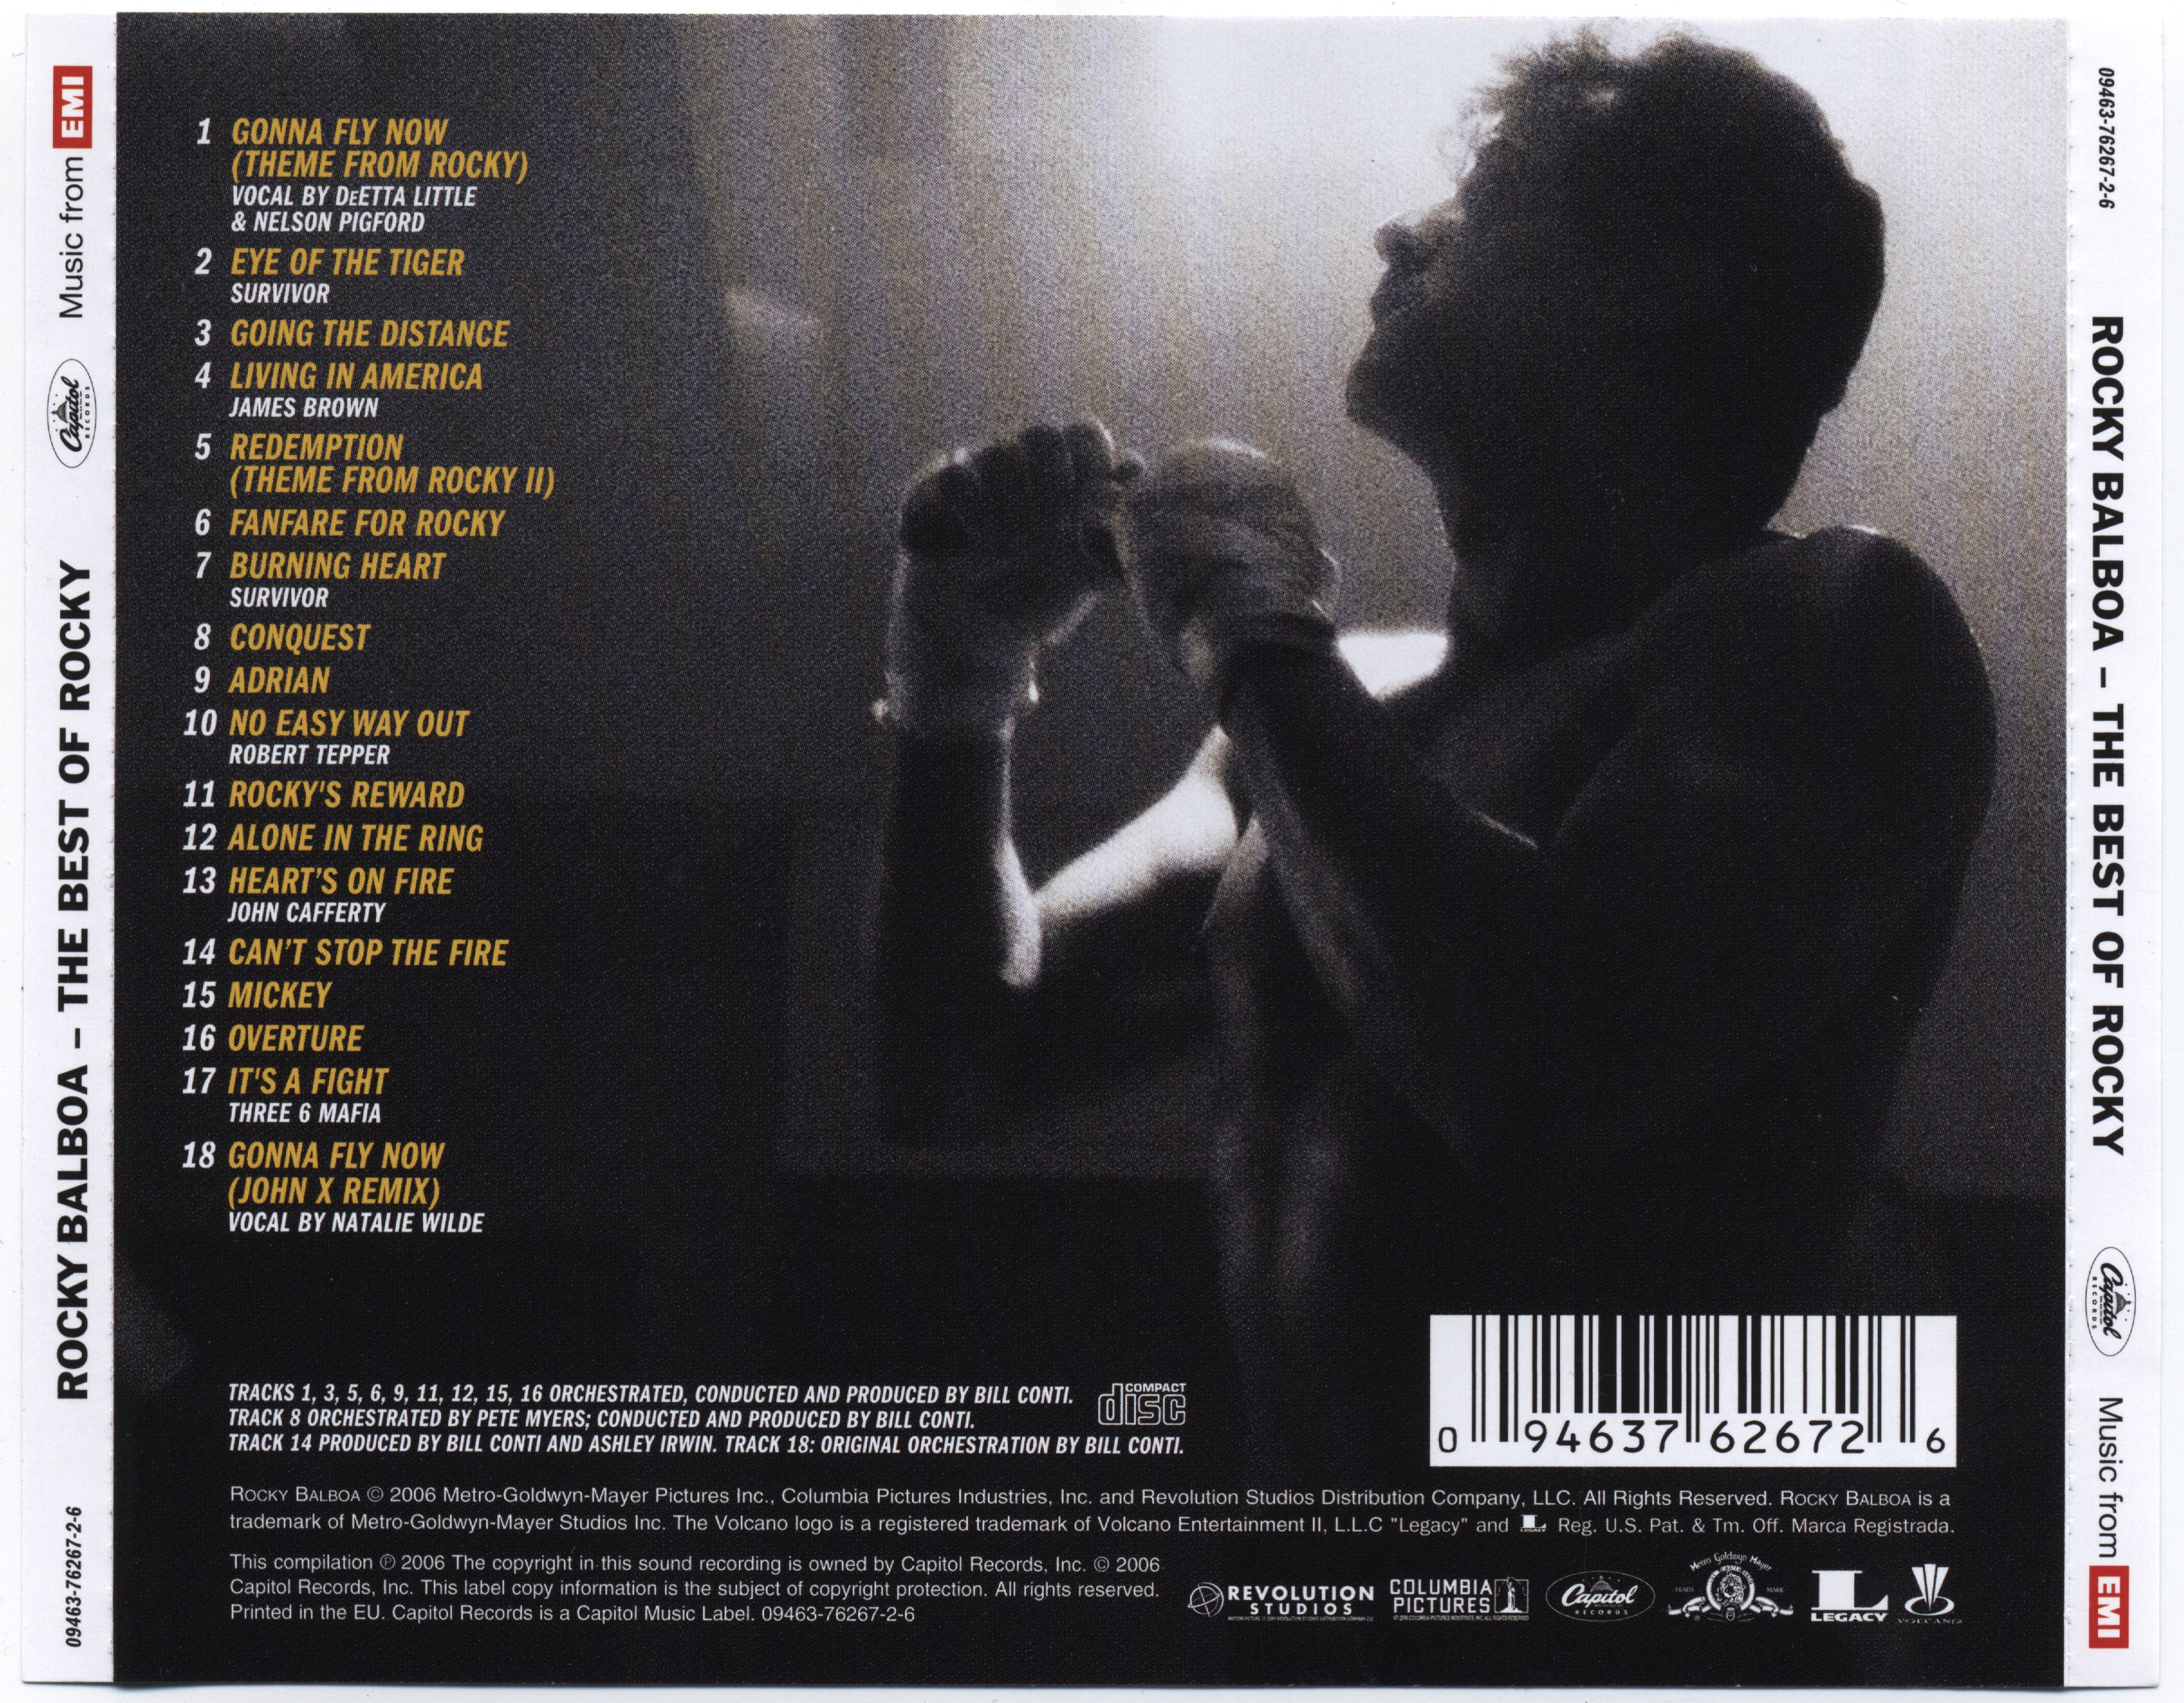 Music from EMI
Capitol
RECORDS
ROCKY BALBOA – THE BEST OF ROCKY
09463-76267-2-6
1 GONNA FLY NOW
(THEME FROM ROCKY)
VOCAL BY DeETTA LITTLE
& NELSON PIGFORD
2 EYE OF THE TIGER
SURVIVOR
3 GOING THE DISTANCE
4 LIVING IN AMERICA
JAMES BROWN
5 REDEMPTION
(THEME FROM ROCKY II)
6 FANFARE FOR ROCKY
7 BURNING HEART
SURVIVOR
8 CONQUEST
9 ADRIAN
10 NO EASY WAY OUT
ROBERT TEPPER
11 ROCKY'S REWARD
12 ALONE IN THE RING
13 HEART'S ON FIRE
JOHN CAFFERTY
14 CAN'T STOP THE FIRE
15 MICKEY
16 OVERTURE
17 IT'S A FIGHT
THREE 6 MAFIA
18 GONNA FLY NOW
(JOHN X REMIX)
VOCAL BY NATALIE WILDE
TRACKS 1, 3, 5, 6, 9, 11, 12, 15, 16 ORCHESTRATED, CONDUCTED AND PRODUCED BY BILL CONTI.
TRACK 8 ORCHESTRATED BY PETE MYERS; CONDUCTED AND PRODUCED BY BILL CONTI.
TRACK 14 PRODUCED BY BILL CONTI AND ASHLEY IRWIN. TRACK 18: ORIGINAL ORCHESTRATION BY BILL CONTI.
COMPACT
disc
0 94637 62672 6
ROCKY BALBOA © 2006 Metro-Goldwyn-Mayer Pictures Inc., Columbia Pictures Industries, Inc. and Revolution Studios Distribution Company, LLC. All Rights Reserved. ROCKY BALBOA is a
trademark of Metro-Goldwyn-Mayer Studios Inc. The Volcano logo is a registered trademark of Volcano Entertainment II, L.L.C "Legacy" and L LEGACY Reg. U.S. Pat. & Tm. Off. Marca Registrada.
This compilation ℗ 2006 The copyright in this sound recording is owned by Capitol Records, Inc. © 2006
Capitol Records, Inc. This label copy information is the subject of copyright protection. All rights reserved.
Printed in the EU. Capitol Records is a Capitol Music Label. 09463-76267-2-6
REVOLUTION
STUDIOS
COLUMBIA
PICTURES
Capitol
RECORDS
Metro Goldwyn Mayer
TRADE MARK
L
LEGACY
VOLCANO
09463-76267-2-6
ROCKY BALBOA – THE BEST OF ROCKY
Capitol
RECORDS
Music from EMI